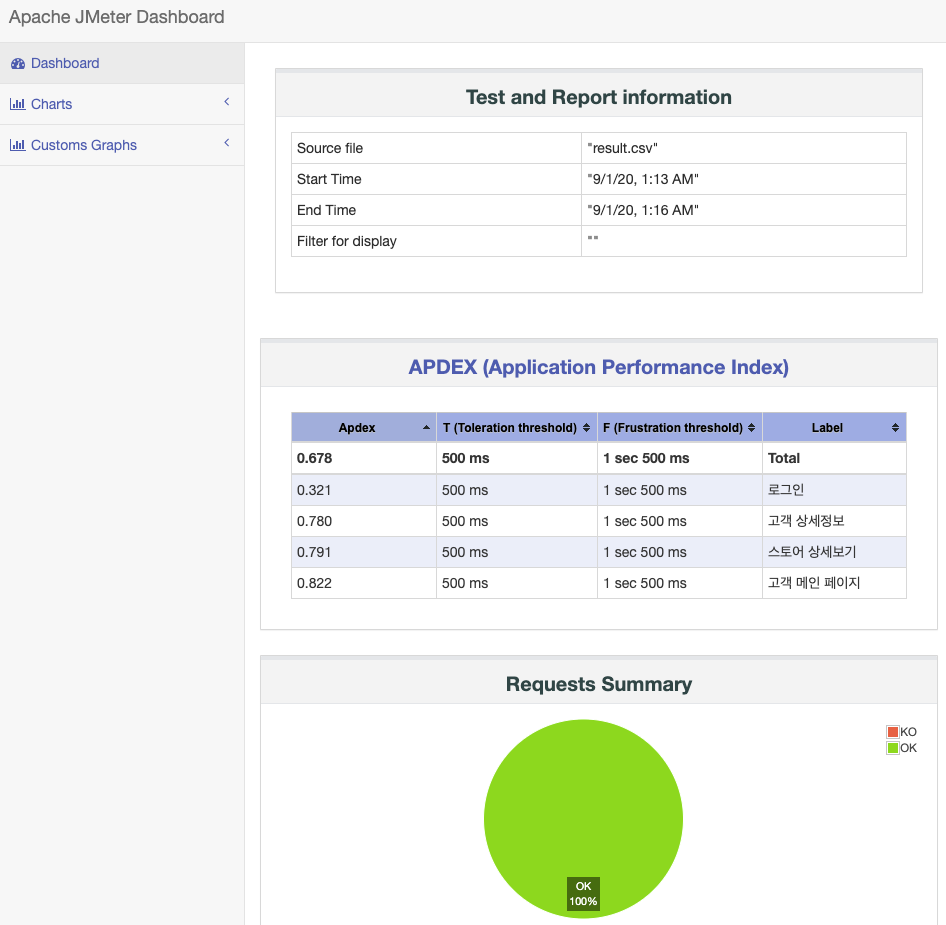 Apache JMeter Dashboard
Dashboard
Charts
Customs Graphs
Test and Report information
Source file "result.csv"
Start Time "9/1/20, 1:13 AM"
End Time "9/1/20, 1:16 AM"
Filter for display ""
APDEX (Application Performance Index)
Apdex T (Toleration threshold) F (Frustration threshold) Label
0.678 500 ms 1 sec 500 ms Total
0.321 500 ms 1 sec 500 ms 로그인
0.780 500 ms 1 sec 500 ms 고객 상세정보
0.791 500 ms 1 sec 500 ms 스토어 상세보기
0.822 500 ms 1 sec 500 ms 고객 메인 페이지
Requests Summary
KO
OK
OK
100%